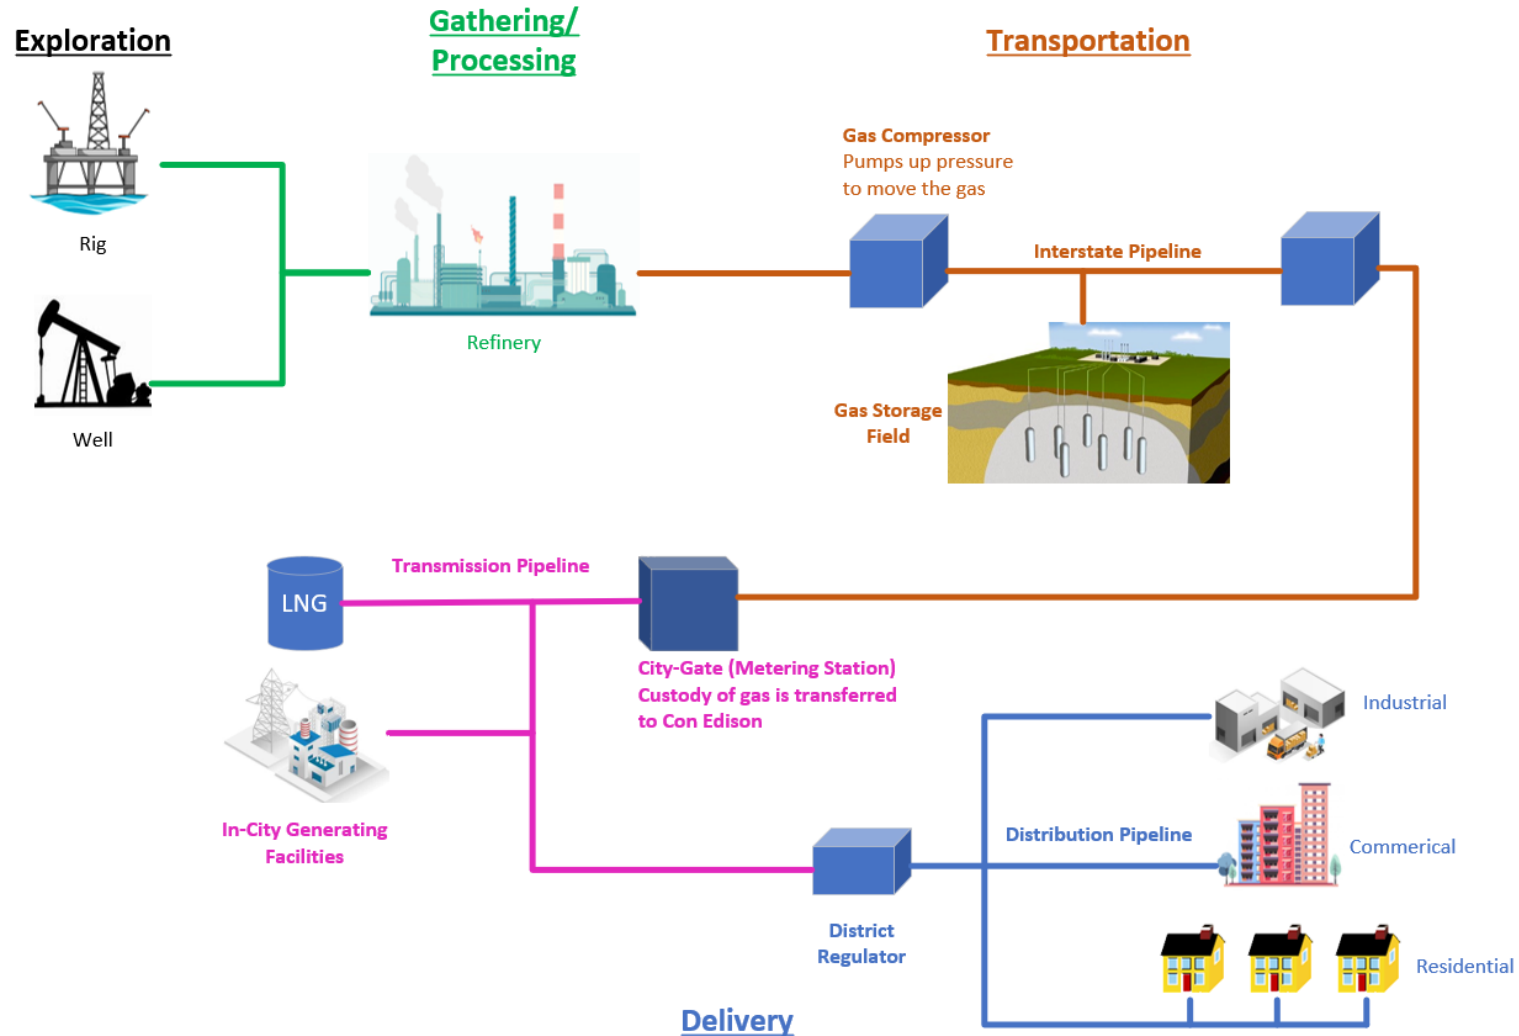 Exploration
Gathering/
Processing
Transportation
Rig
Well
Refinery
Gas Compressor
Pumps up pressure
to move the gas
Interstate Pipeline
Gas Storage
Field
LNG
Transmission Pipeline
City-Gate (Metering Station)
Custody of gas is transferred
to Con Edison
In-City Generating
Facilities
District
Regulator
Distribution Pipeline
Industrial
Commerical
Residential
Delivery